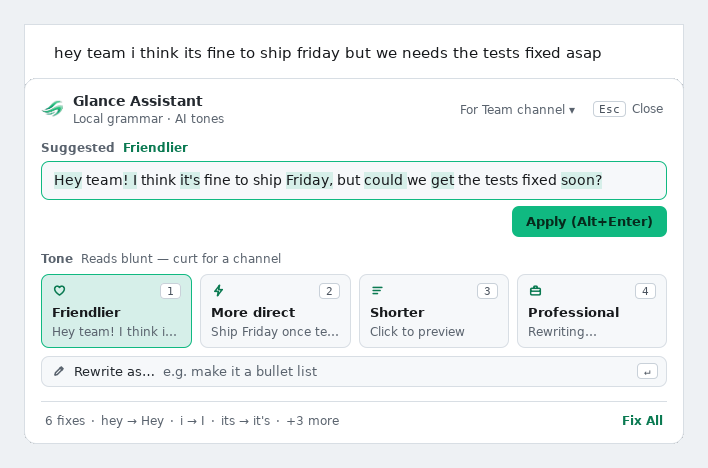 hey team i think its fine to ship friday but we needs the tests fixed asap
Glance Assistant
Local grammar · AI tones
For Team channel ▾
Esc Close
Suggested Friendlier
Hey team! I think it's fine to ship Friday, but could we get the tests fixed soon?
Apply (Alt+Enter)
Tone Reads blunt — curt for a channel
1
Friendlier
Hey team! I think i...
2
More direct
Ship Friday once te...
3
Shorter
Click to preview
4
Professional
Rewriting...
Rewrite as... e.g. make it a bullet list ↵
6 fixes · hey → Hey · i → I · its → it's · +3 more
Fix All